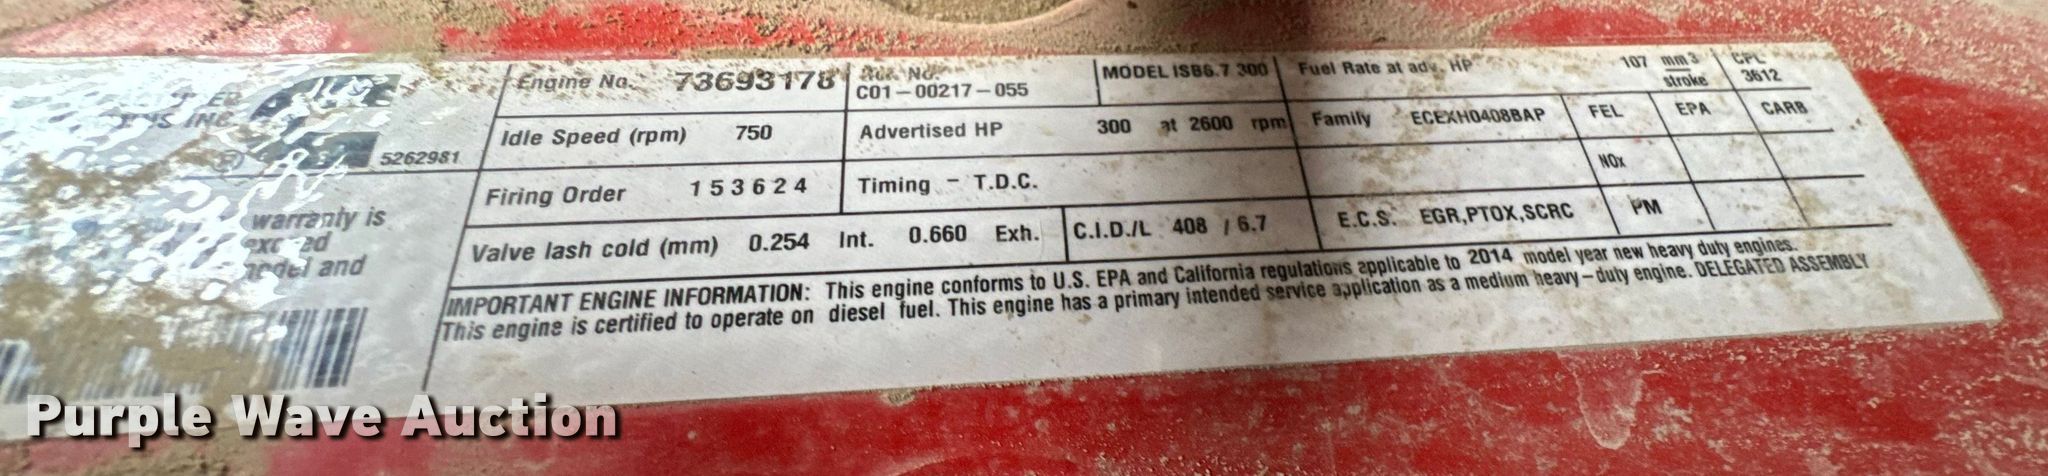 Engine No. 73693178
Ref. No.
C01-00217-055
MODEL ISB6.7 300
Fuel Rate at adv. HP 107 mm3
stroke
CPL
3612
5262981
Idle Speed (rpm) 750
Advertised HP 300 at 2600 rpm
Family ECEXH0408BAP
FEL EPA CARB
Firing Order 1 5 3 6 2 4
Timing - T.D.C.
NOx
warranty is
and
Valve lash cold (mm) 0.254 Int. 0.660 Exh.
C.I.D./L 408 / 6.7
E.C.S. EGR,PTOX,SCRC
PM
IMPORTANT ENGINE INFORMATION: This engine conforms to U.S. EPA and California regulations applicable to 2014 model year new heavy duty engines.
This engine is certified to operate on diesel fuel. This engine has a primary intended service application as a medium heavy-duty engine. DELEGATED ASSEMBLY
Purple Wave Auction